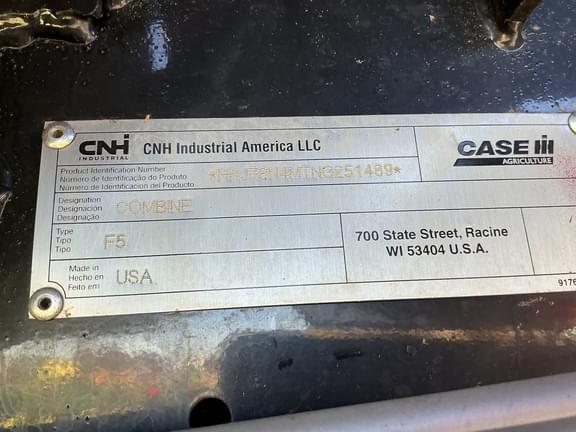 CNH
INDUSTRIAL
CNH Industrial America LLC
CASE IH
AGRICULTURE
Product Identification Number
Número de Identificação do Produto
Número de Identificacion del Producto
Designation
Designación
Designação
COMBINE
Type
Tipo
Tipo
F5
700 State Street, Racine
WI 53404 U.S.A.
Made in
Hecho en
Feito em
USA